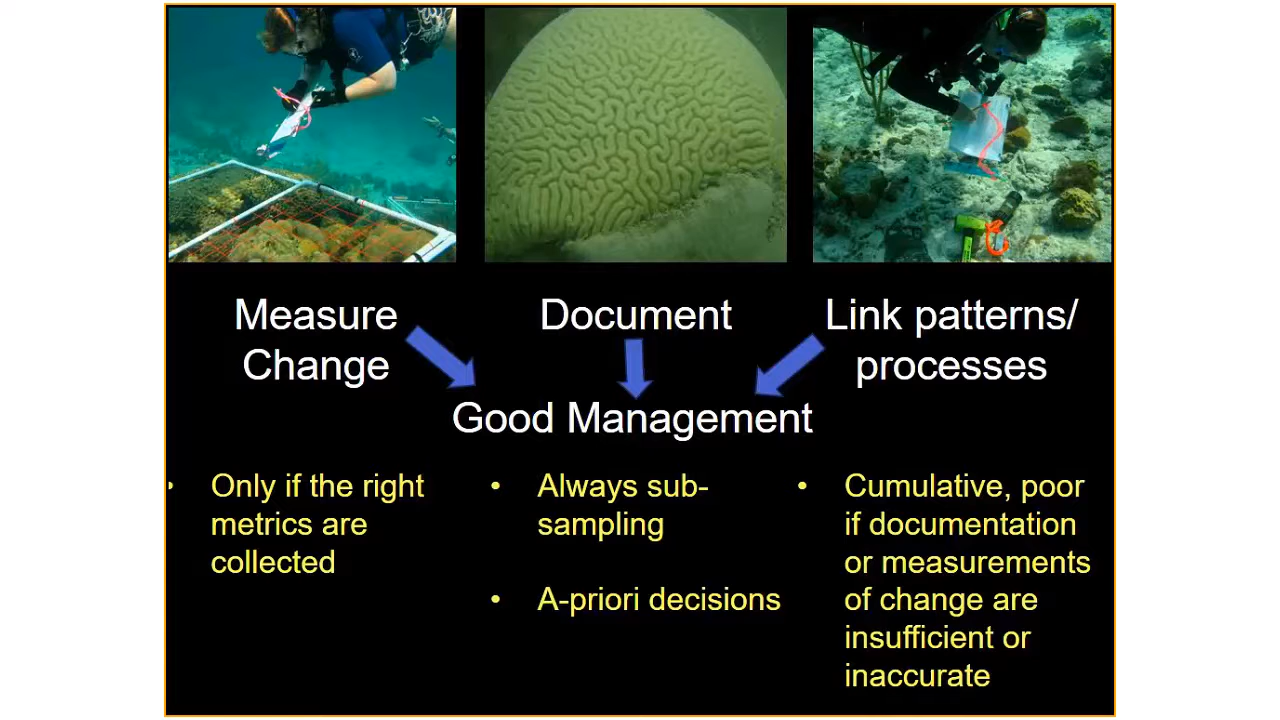 Measure
Change
Document
Link patterns/
processes
Good Management
• Only if the right
metrics are
collected
• Always sub-
sampling
• A-priori decisions
• Cumulative, poor
if documentation
or measurements
of change are
insufficient or
inaccurate